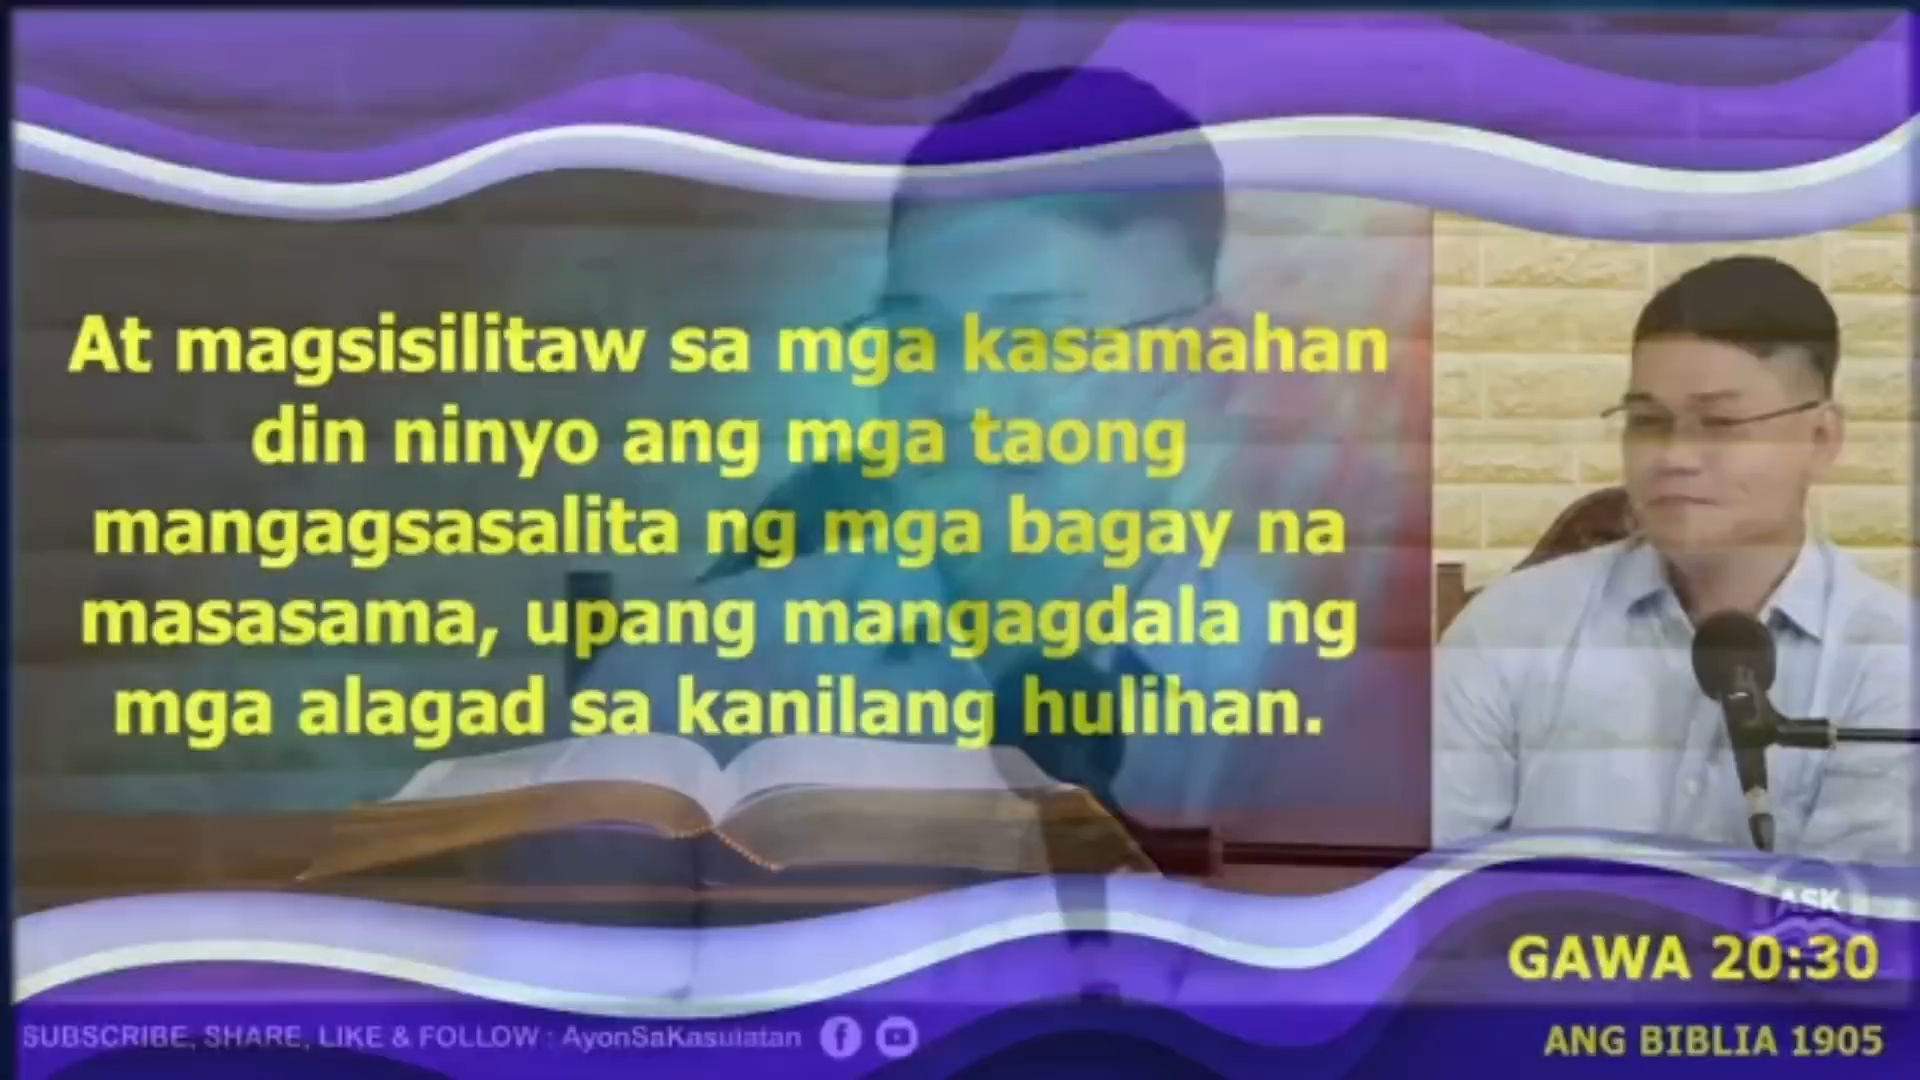 At magsisilitaw sa mga kasamahan
din ninyo ang mga taong
mangagsasalita ng mga bagay na
masasama, upang mangagdala ng
mga alagad sa kanilang hulihan.
ASK
GAWA 20:30
SUBSCRIBE, SHARE, LIKE & FOLLOW : AyonSaKasulatan
ANG BIBLIA 1905